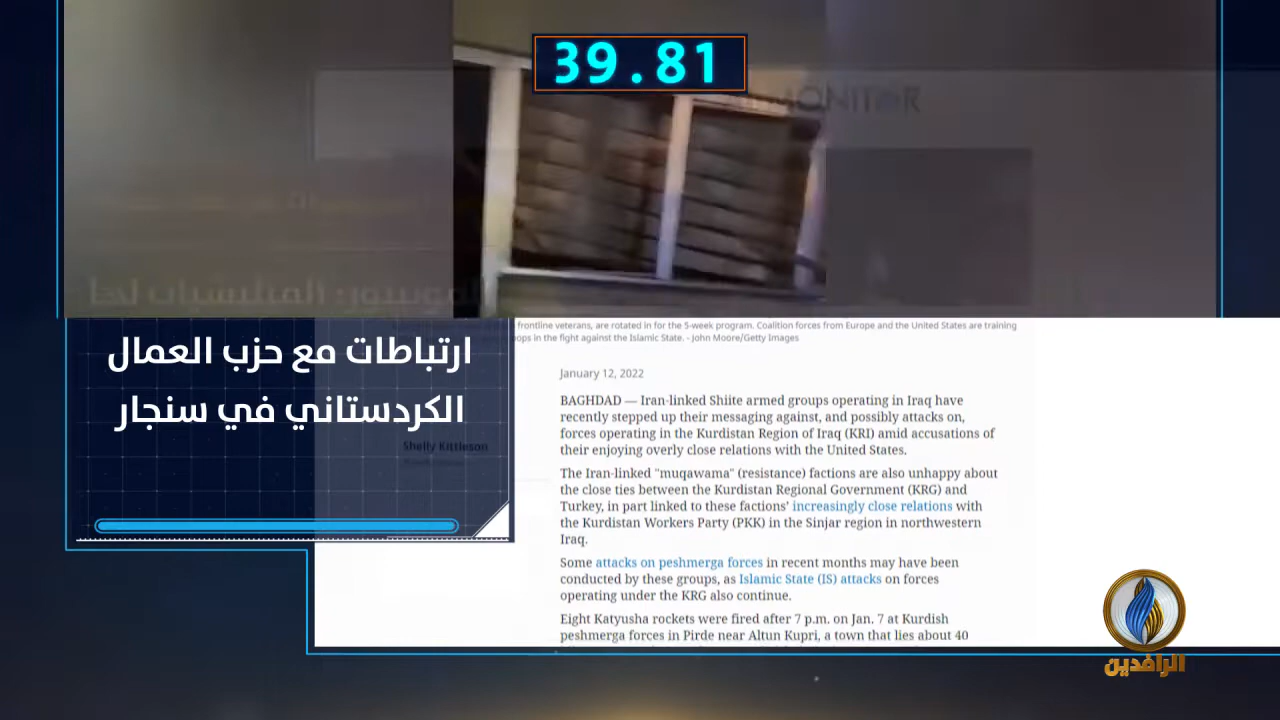 39.81
MONITOR
المونيتور: الميليشيات لها
ارتباطات مع حزب العمال
الكردستاني في سنجار
frontline veterans, are rotated in for the 5-week program. Coalition forces from Europe and the United States are training
in the fight against the Islamic State. - John Moore/Getty Images
Shelly Kittleson
January 12, 2022
BAGHDAD — Iran-linked Shiite armed groups operating in Iraq have
recently stepped up their messaging against, and possibly attacks on,
forces operating in the Kurdistan Region of Iraq (KRI) amid accusations of
their enjoying overly close relations with the United States.
The Iran-linked "muqawama" (resistance) factions are also unhappy about
the close ties between the Kurdistan Regional Government (KRG) and
Turkey, in part linked to these factions' increasingly close relations with
the Kurdistan Workers Party (PKK) in the Sinjar region in northwestern
Iraq.
Some attacks on peshmerga forces in recent months may have been
conducted by these groups, as Islamic State (IS) attacks on forces
operating under the KRG also continue.
Eight Katyusha rockets were fired after 7 p.m. on Jan. 7 at Kurdish
peshmerga forces in Pirde near Altun Kupri, a town that lies about 40
الرافدين